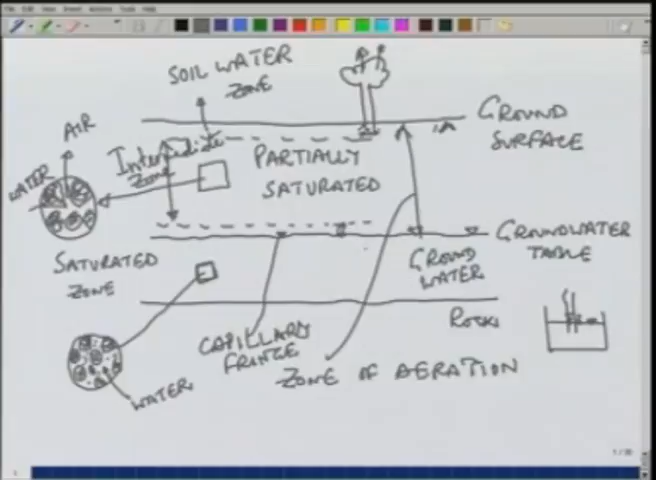 SOIL WATER
ZONE
GROUND
SURFACE
AIR
WATER
Intermediate
Zone
PARTIALLY
SATURATED
GROUNDWATER
TABLE
SATURATED
ZONE
GROUND
WATER
ROCKS
CAPILLARY
FRINGE
ZONE OF AERATION
WATER